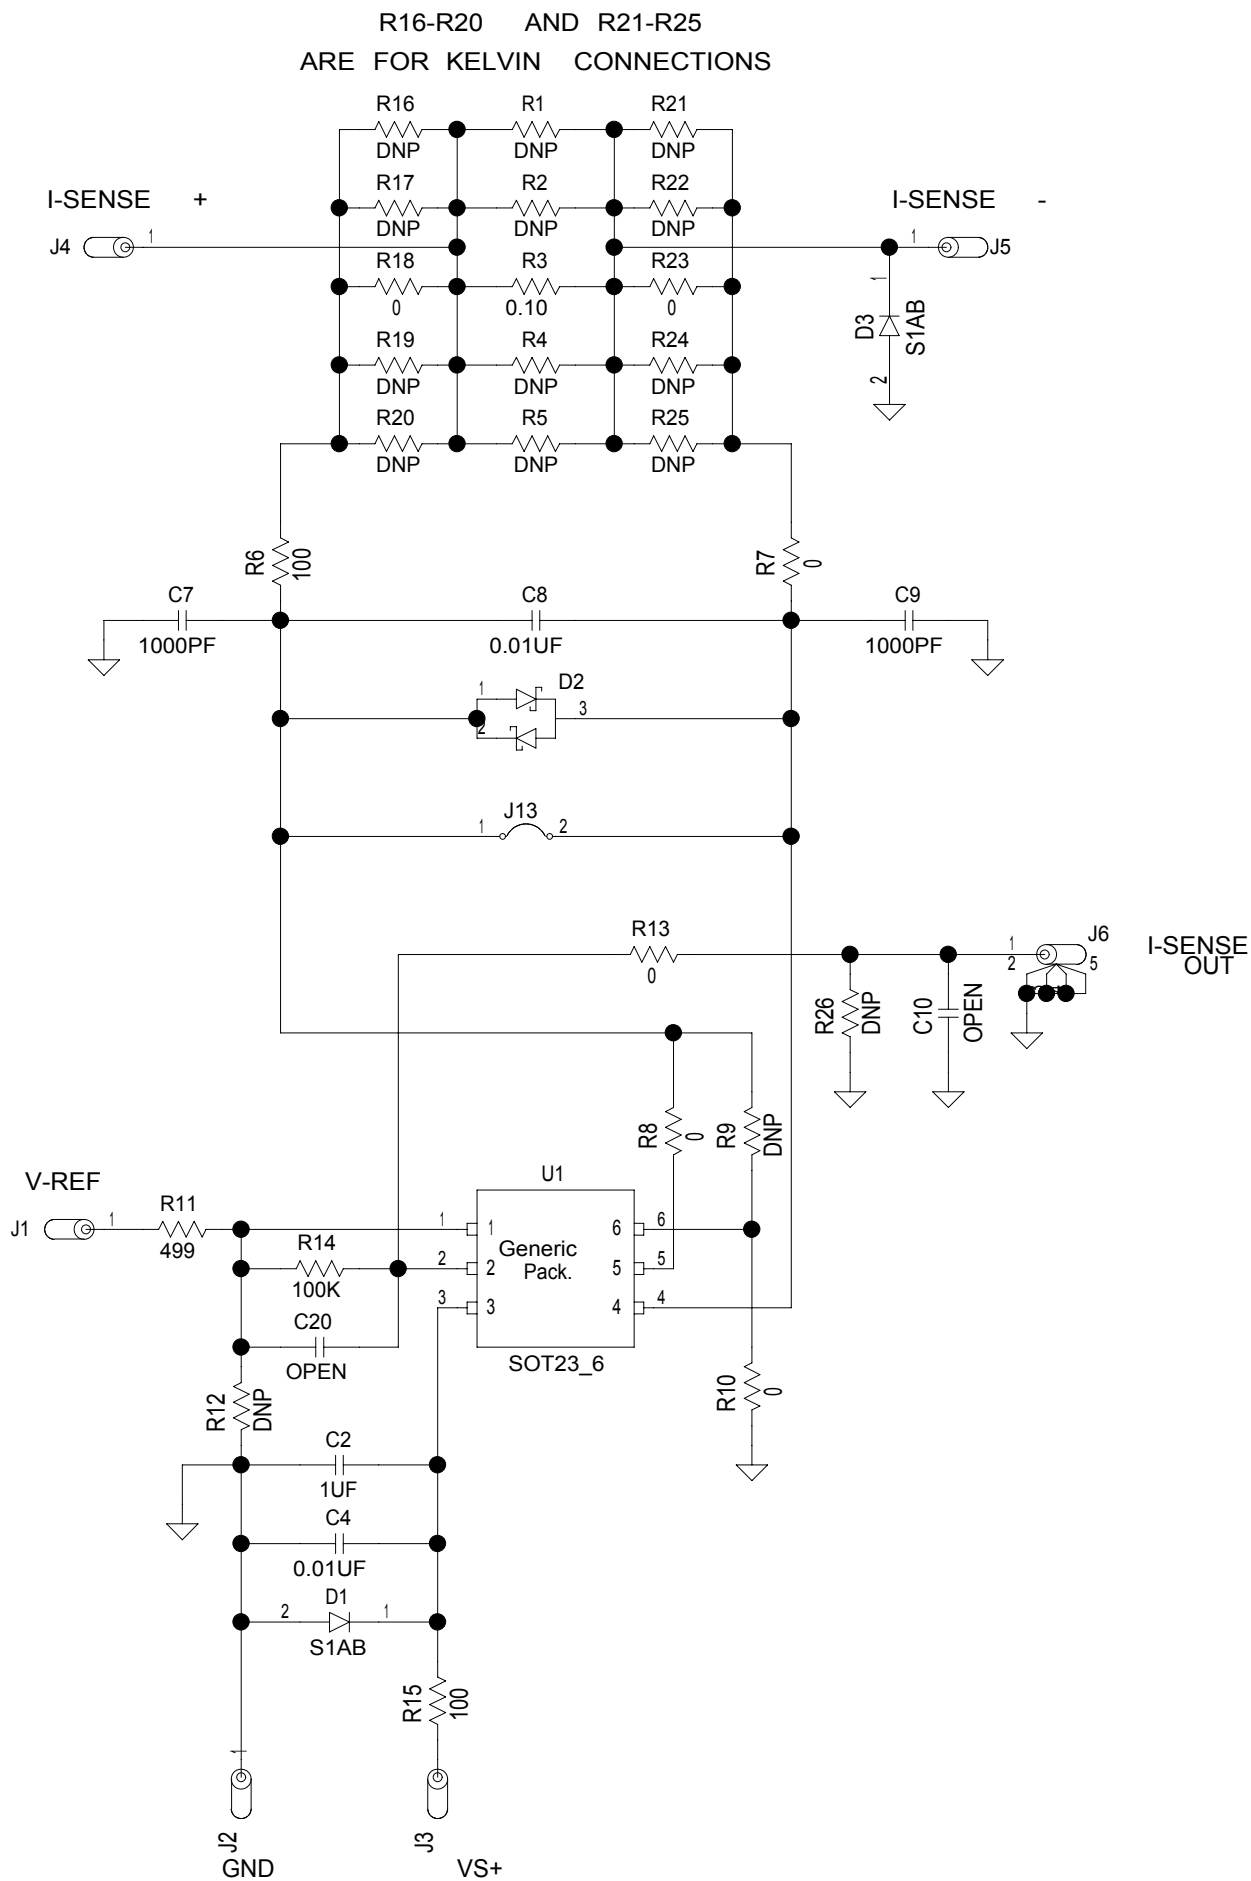 R16-R20 AND R21-R25
ARE FOR KELVIN CONNECTIONS
R16 R1 R21
DNP DNP DNP
I-SENSE + R17 R2 R22 I-SENSE -
DNP DNP DNP
J4 1 1 J5
R18 R3 R23
0 0.10 0
1
D3 S1AB
2
R19 R4 R24
DNP DNP DNP
R20 R5 R25
DNP DNP DNP
R6 100
R7 0
C7 C8 C9
1000PF 0.01UF 1000PF
1 D2
2 3
J13
1 2
R13
0
1 J6 I-SENSE
2 5 OUT
R26 DNP
C10 OPEN
R8 0
R9 DNP
V-REF
U1
J1 1 R11 1 1 6 6
499
R14 2 2 Generic 5 5
100K Pack.
3 3 4 4
C20
OPEN SOT23_6
R12 DNP
R10 0
C2
1UF
C4
0.01UF
2 D1 1
S1AB
R15 100
1
J2 J3
GND VS+